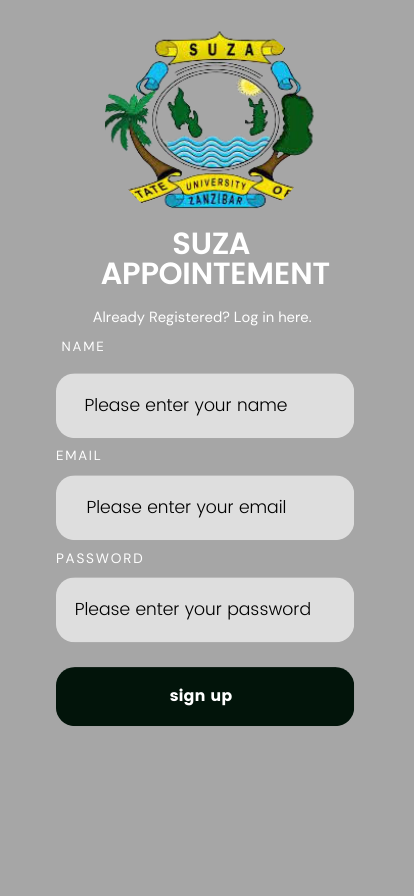 SUZA
TATE UNIVERSITY OF
ZANZIBAR
SUZA
APPOINTEMENT
Already Registered? Log in here.
NAME
Please enter your name
EMAIL
Please enter your email
PASSWORD
Please enter your password
sign up